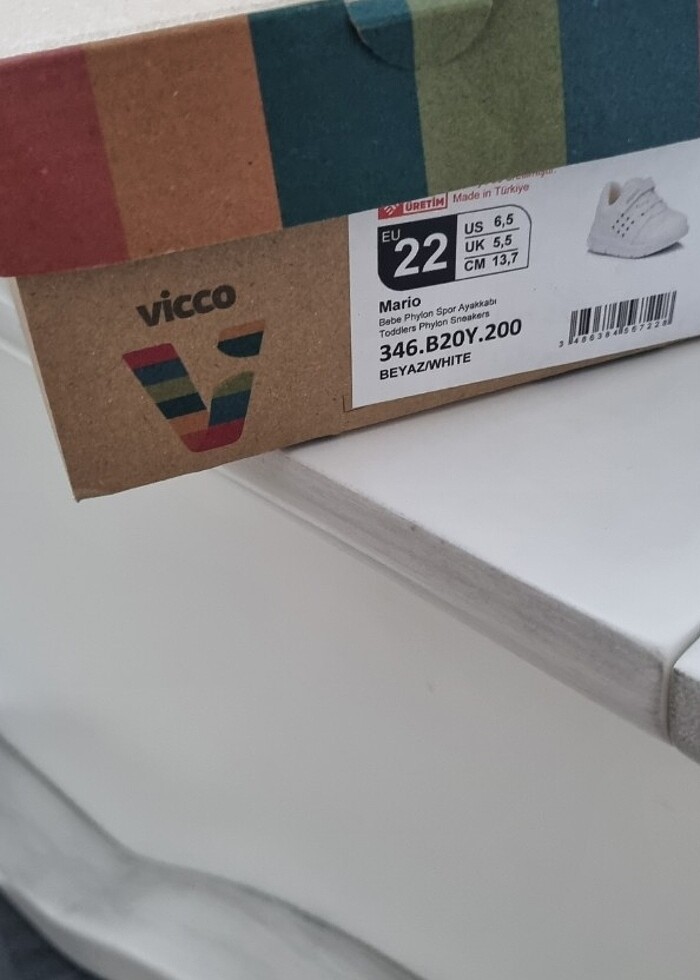 ÜRETİM
Made in Türkiye
EU
22
US 6,5
UK 5,5
CM 13,7
vicco
Mario
Bebe Phylon Spor Ayakkabı
Toddlers Phylon Sneakers
346.B20Y.200
BEYAZ/WHITE